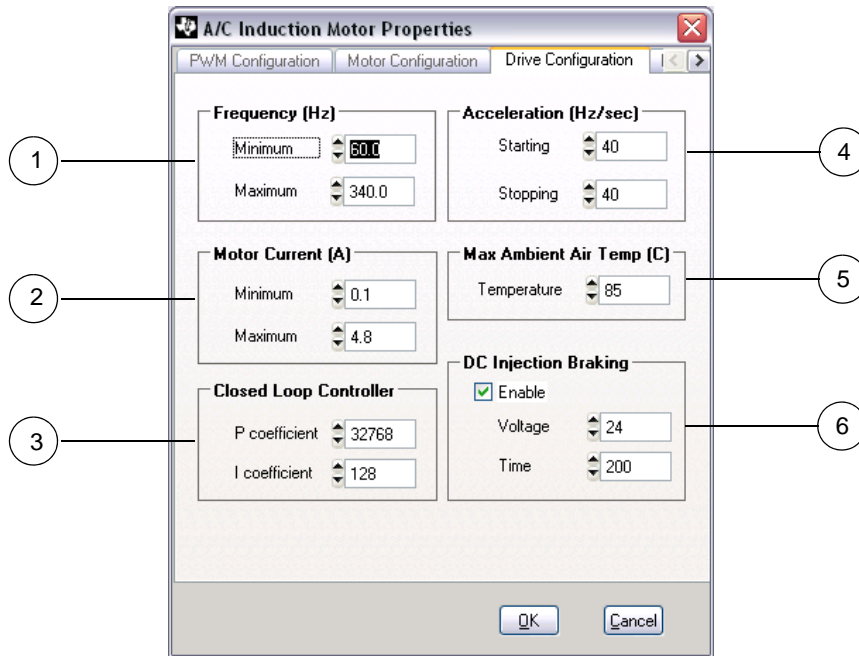 A/C Induction Motor Properties
PWM Configuration
Motor Configuration
Drive Configuration
Frequency (Hz)
Minimum 60.0
Maximum 340.0
1
Motor Current (A)
Minimum 0.1
Maximum 4.8
2
Closed Loop Controller
P coefficient 32768
I coefficient 128
3
Acceleration (Hz/sec)
Starting 40
Stopping 40
4
Max Ambient Air Temp (C)
Temperature 85
5
DC Injection Braking
Enable
Voltage 24
Time 200
6
OK
Cancel